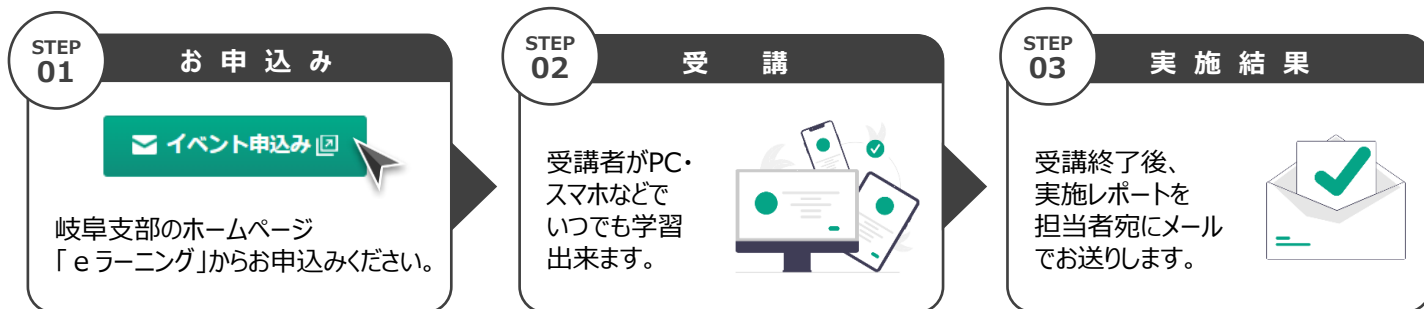 STEP
01
お申込み
イベント申込み
岐阜支部のホームページ
「ｅラーニング」からお申込みください。
STEP
02
受講
受講者がPC・
スマホなどで
いつでも学習
出来ます。
STEP
03
実施結果
受講終了後、
実施レポートを
担当者宛にメール
でお送りします。